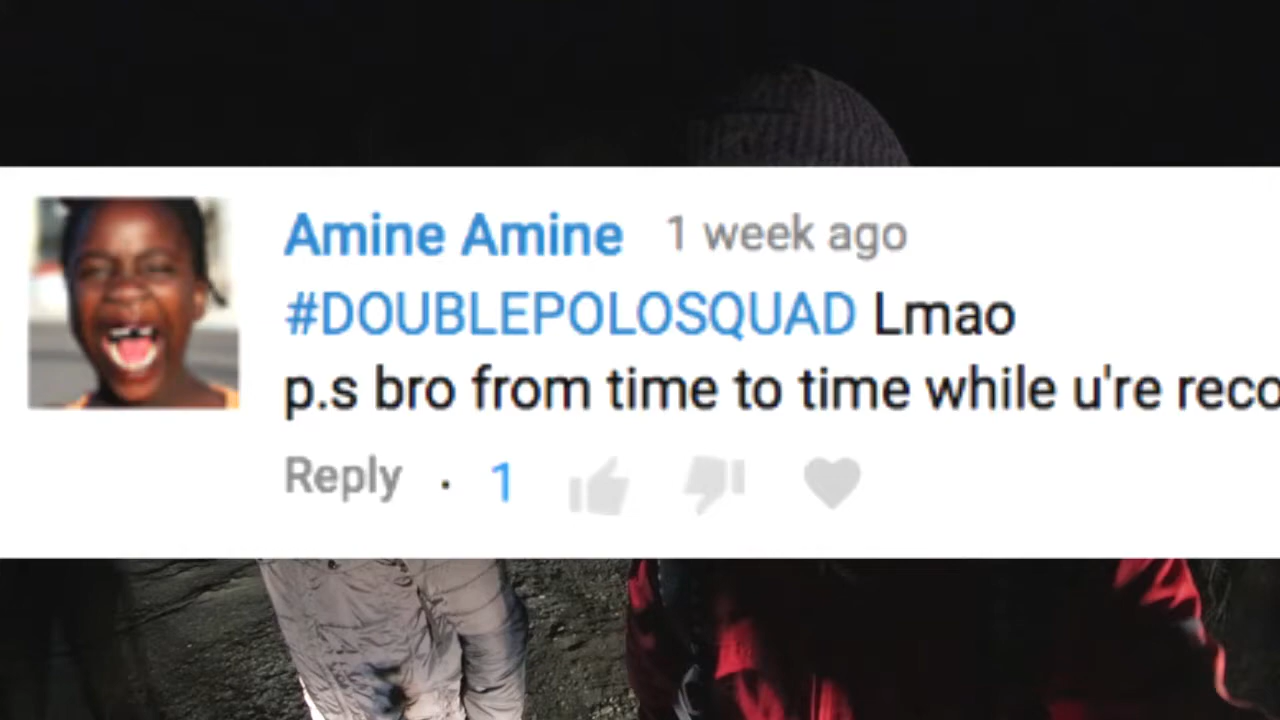 Amine Amine 1 week ago
#DOUBLEPOLOSQUAD Lmao
p.s bro from time to time while u're reco
Reply · 1